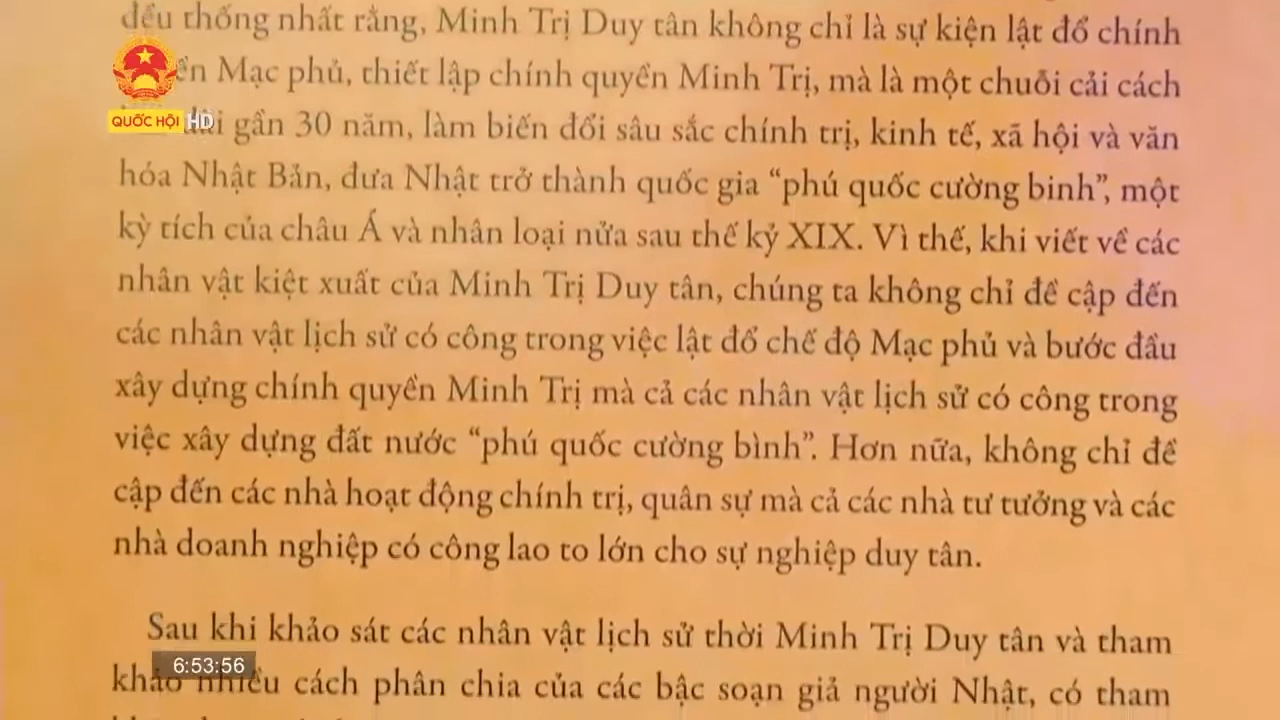 đều thống nhất rằng, Minh Trị Duy tân không chỉ là sự kiện lật đổ chính
Mạc phủ, thiết lập chính quyền Minh Trị, mà là một chuỗi cải cách
QUỐC HỘI HD
gần 30 năm, làm biến đổi sâu sắc chính trị, kinh tế, xã hội và văn
hóa Nhật Bản, đưa Nhật trở thành quốc gia “phú quốc cường binh”, một
kỳ tích của châu Á và nhân loại nửa sau thế kỷ XIX. Vì thế, khi viết về các
nhân vật kiệt xuất của Minh Trị Duy tân, chúng ta không chỉ đề cập đến
các nhân vật lịch sử có công trong việc lật đổ chế độ Mạc phủ và bước đầu
xây dựng chính quyền Minh Trị mà cả các nhân vật lịch sử có công trong
việc xây dựng đất nước “phú quốc cường bình”. Hơn nữa, không chỉ đề
cập đến các nhà hoạt động chính trị, quân sự mà cả các nhà tư tưởng và các
nhà doanh nghiệp có công lao to lớn cho sự nghiệp duy tân.
Sau khi khảo sát các nhân vật lịch sử thời Minh Trị Duy tân và tham
6:53:56
khảo nhiều cách phân chia của các bậc soạn giả người Nhật, có tham